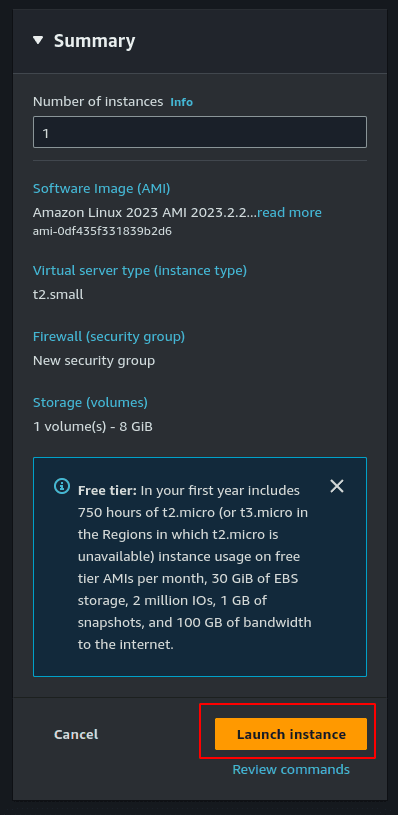 Summary
Number of instances Info
1
Software Image (AMI)
Amazon Linux 2023 AMI 2023.2.2...read more
ami-0df435f331839b2d6
Virtual server type (instance type)
t2.small
Firewall (security group)
New security group
Storage (volumes)
1 volume(s) - 8 GiB
Free tier: In your first year includes
750 hours of t2.micro (or t3.micro in
the Regions in which t2.micro is
unavailable) instance usage on free
tier AMIs per month, 30 GiB of EBS
storage, 2 million IOs, 1 GB of
snapshots, and 100 GB of bandwidth
to the internet.
Cancel
Launch instance
Review commands